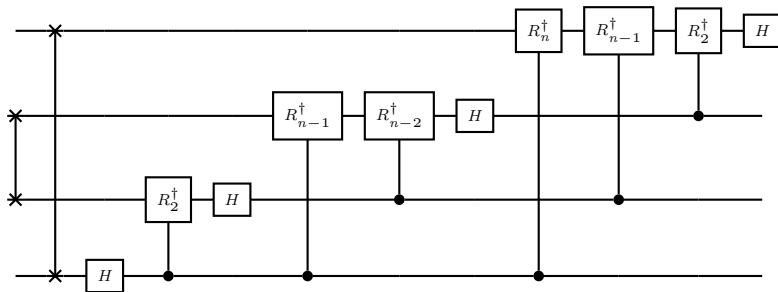 R_n^† R_{n−1}^† R_2^† H
R_{n−1}^† R_{n−2}^† H
R_2^† H
H